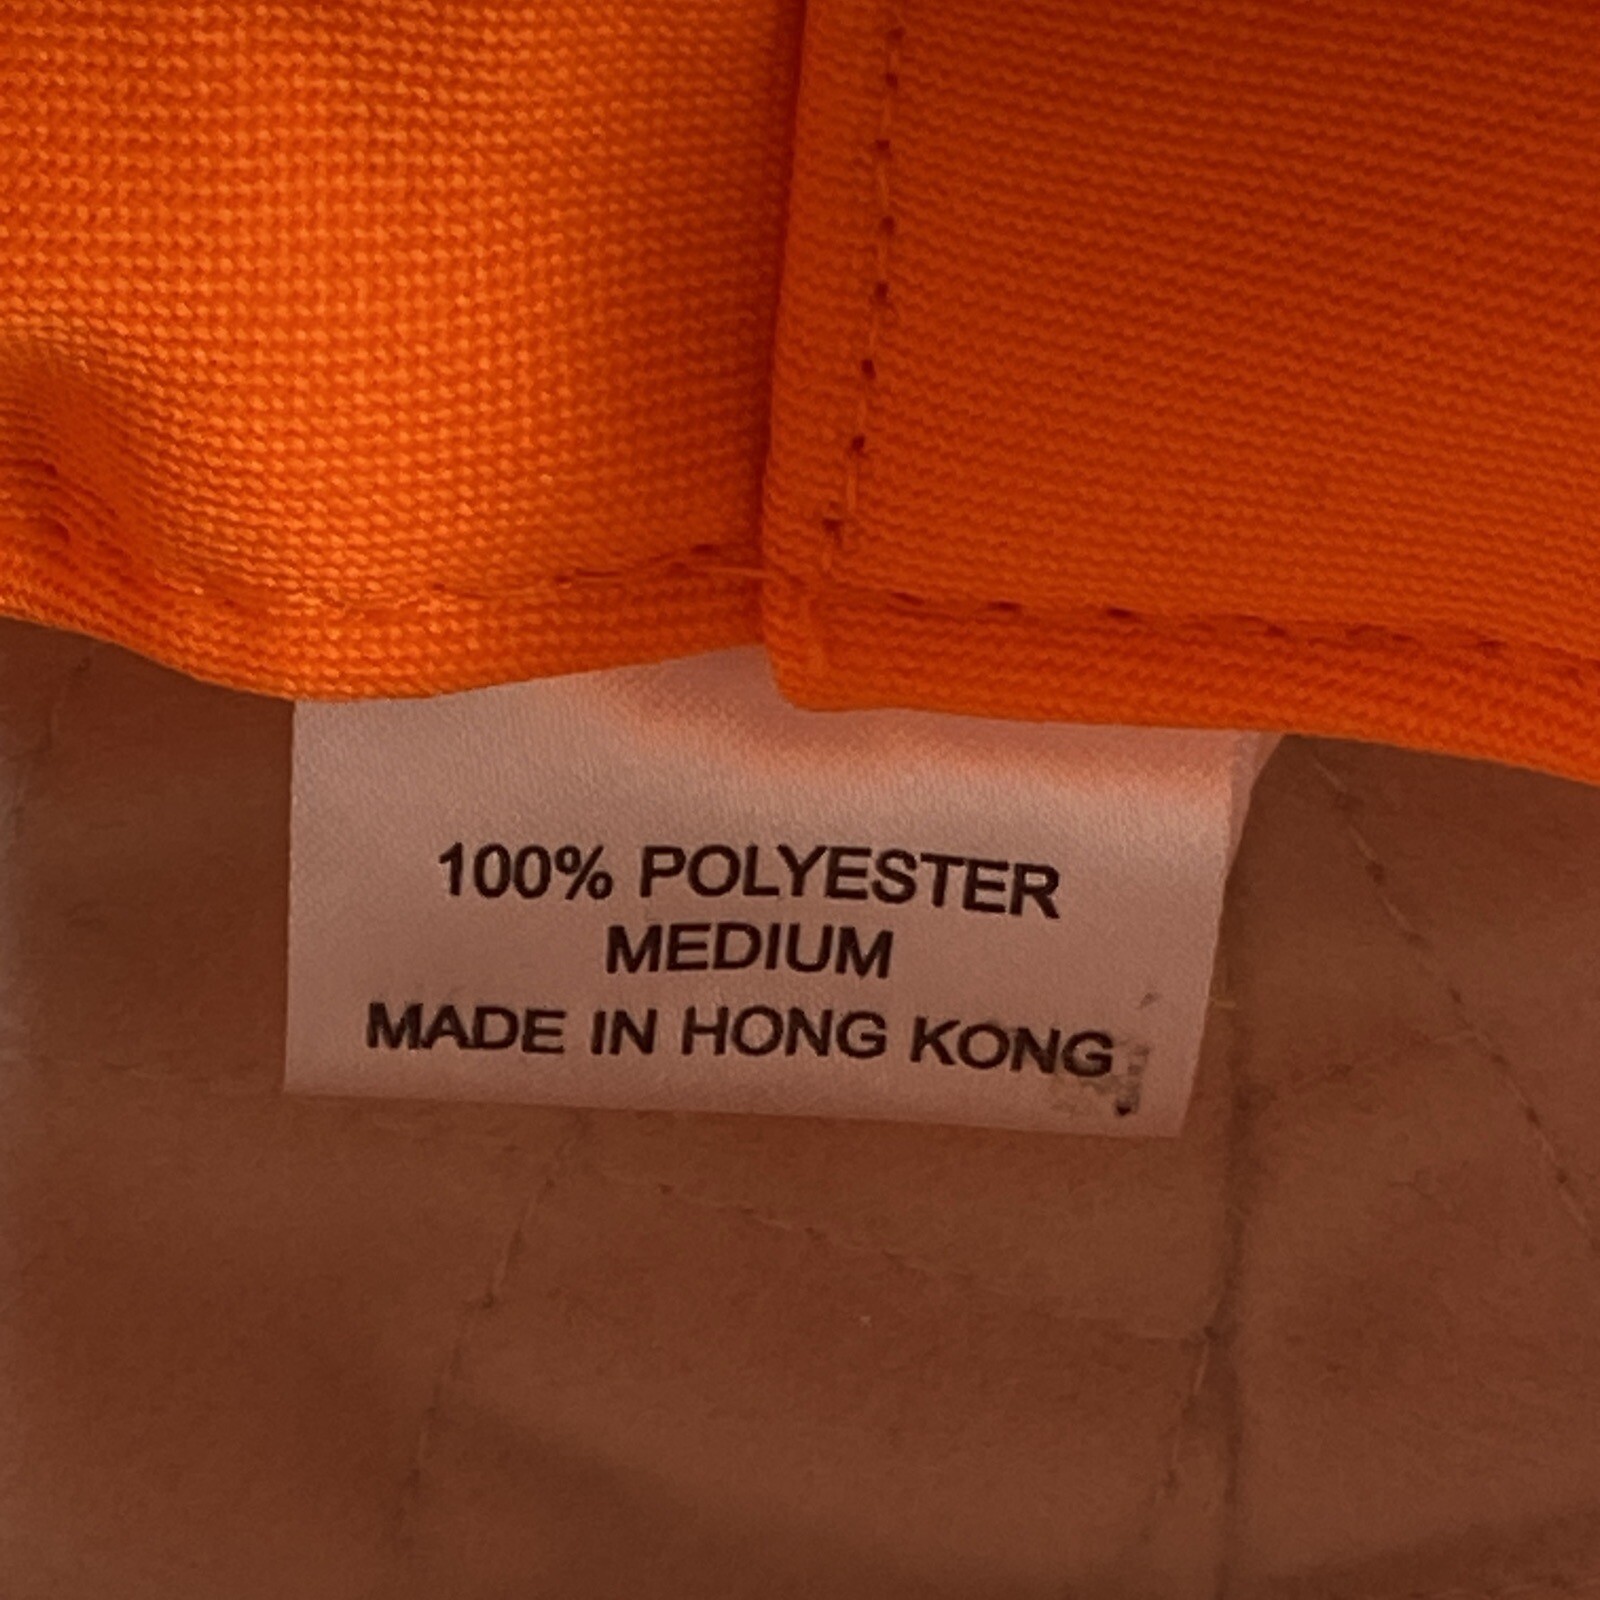 100% POLYESTER
MEDIUM
MADE IN HONG KONG